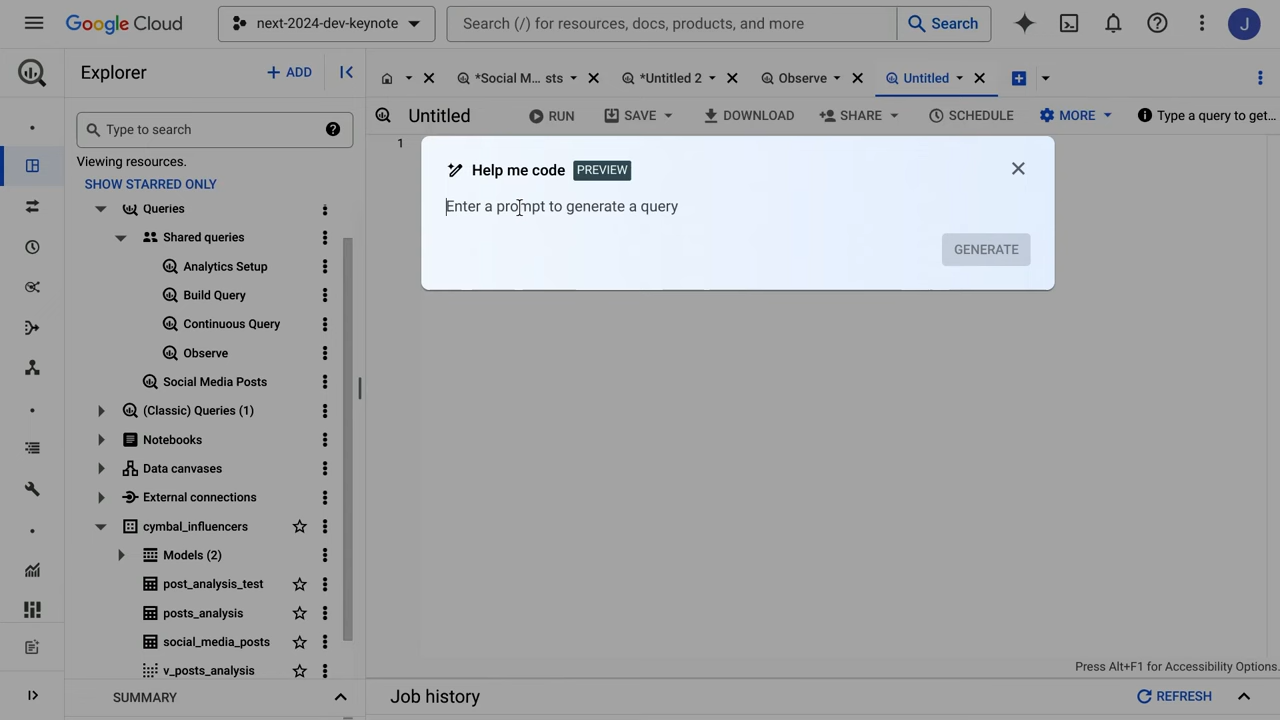 Google Cloud
next-2024-dev-keynote
Search (/) for resources, docs, products, and more
Search
J
Explorer
+ ADD
*Social M... sts
*Untitled 2
Observe
Untitled
Type to search
Untitled
RUN
SAVE
DOWNLOAD
SHARE
SCHEDULE
MORE
Type a query to get...
Viewing resources.
SHOW STARRED ONLY
1
Help me code
PREVIEW
Enter a prompt to generate a query
GENERATE
Queries
Shared queries
Analytics Setup
Build Query
Continuous Query
Observe
Social Media Posts
(Classic) Queries (1)
Notebooks
Data canvases
External connections
cymbal_influencers
Models (2)
post_analysis_test
posts_analysis
social_media_posts
v_posts_analysis
Press Alt+F1 for Accessibility Options.
SUMMARY
Job history
REFRESH